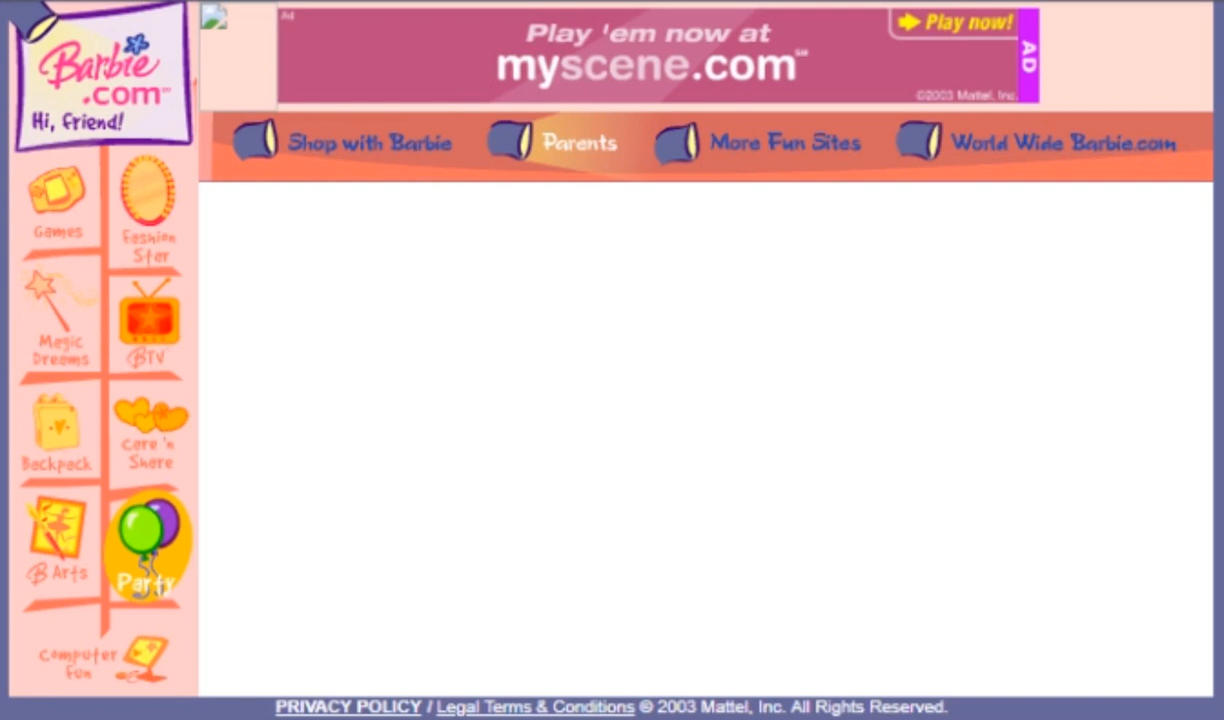 Barbie
.com™
Hi, friend!
Ad
Play 'em now at
myscene.com℠
Play now!
AD
©2003 Mattel, Inc.
Shop with Barbie
Parents
More Fun Sites
World Wide Barbie.com
Games
Fashion
Star
Magic
Dreams
BTV
Backpack
Care 'n
Share
B Arts
Party
Computer
Fun
PRIVACY POLICY / Legal Terms & Conditions © 2003 Mattel, Inc. All Rights Reserved.